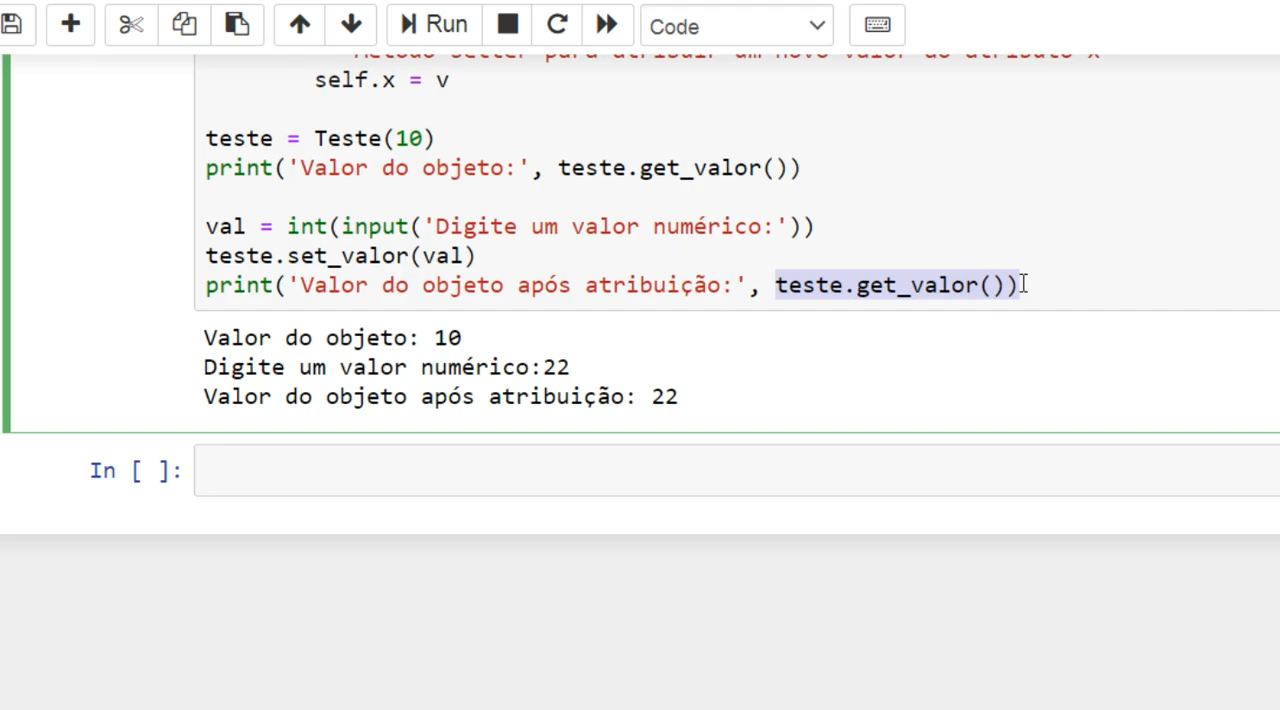 Run
Code
self.x = v
teste = Teste(10)
print('Valor do objeto:', teste.get_valor())
val = int(input('Digite um valor numérico:'))
teste.set_valor(val)
print('Valor do objeto após atribuição:', teste.get_valor())
Valor do objeto: 10
Digite um valor numérico:22
Valor do objeto após atribuição: 22
In [ ]: